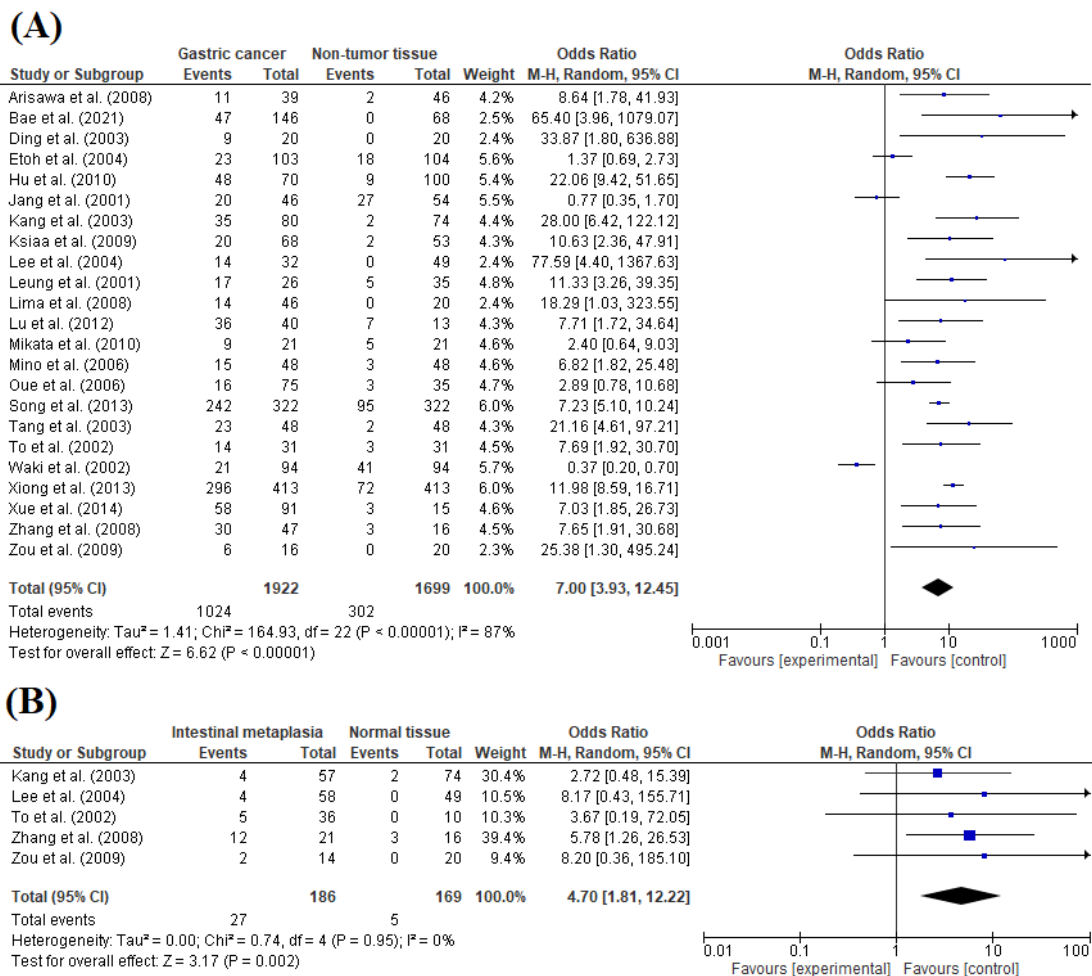 (A)
Gastric cancer Non-tumor tissue Odds Ratio Odds Ratio
Study or Subgroup Events Total Events Total Weight M-H, Random, 95% CI M-H, Random, 95% CI
Arisawa et al. (2008) 11 39 2 46 4.2% 8.64 [1.78, 41.93]
Bae et al. (2021) 47 146 0 68 2.5% 65.40 [3.96, 1079.07]
Ding et al. (2003) 9 20 0 20 2.4% 33.87 [1.80, 636.88]
Etoh et al. (2004) 23 103 18 104 5.6% 1.37 [0.69, 2.73]
Hu et al. (2010) 48 70 9 100 5.4% 22.06 [9.42, 51.65]
Jang et al. (2001) 20 46 27 54 5.5% 0.77 [0.35, 1.70]
Kang et al. (2003) 35 80 2 74 4.3% 28.00 [6.42, 122.12]
Ksiaa et al. (2009) 20 68 2 53 4.3% 10.63 [2.36, 47.91]
Lee et al. (2004) 14 32 0 49 2.4% 77.59 [4.40, 1367.63]
Leung et al. (2001) 17 26 5 35 4.8% 11.33 [3.26, 39.35]
Lima et al. (2008) 14 46 0 20 2.4% 18.29 [1.03, 323.55]
Lu et al. (2012) 36 40 7 13 4.3% 7.71 [1.72, 34.64]
Mikata et al. (2010) 9 21 5 21 4.6% 2.40 [0.64, 9.03]
Mino et al. (2006) 15 48 3 48 4.6% 6.82 [1.82, 25.48]
Oue et al. (2006) 16 75 3 35 4.7% 2.89 [0.78, 10.68]
Song et al. (2013) 242 322 95 322 6.0% 7.23 [5.10, 10.24]
Tang et al. (2003) 23 48 2 48 4.3% 21.16 [4.61, 97.21]
To et al. (2002) 14 31 3 31 4.5% 7.69 [1.92, 30.70]
Waki et al. (2002) 21 94 41 94 5.7% 0.37 [0.20, 0.70]
Xiong et al. (2013) 296 413 72 413 6.0% 11.98 [8.59, 16.71]
Xue et al. (2014) 58 91 3 15 4.6% 7.03 [1.85, 26.73]
Zhang et al. (2008) 30 47 3 16 4.5% 7.65 [1.91, 30.68]
Zou et al. (2009) 6 16 0 20 2.3% 25.38 [1.30, 495.24]
Total (95% CI) 1922 1699 100.0% 7.00 [3.93, 12.45]
Total events 1024 302
Heterogeneity: Tau² = 1.41; Chi² = 164.93, df = 22 (P < 0.00001); I² = 87%
Test for overall effect: Z = 6.62 (P < 0.00001)
0.001 0.1 1 10 1000
Favours [experimental] Favours [control]
(B)
Intestinal metaplasia Normal tissue Odds Ratio Odds Ratio
Study or Subgroup Events Total Events Total Weight M-H, Random, 95% CI M-H, Random, 95% CI
Kang et al. (2003) 4 57 2 74 30.4% 2.72 [0.48, 15.39]
Lee et al. (2004) 4 58 0 49 10.5% 8.17 [0.43, 155.71]
To et al. (2002) 5 36 0 10 10.3% 3.67 [0.19, 72.05]
Zhang et al. (2008) 12 21 3 16 39.4% 5.78 [1.26, 26.53]
Zou et al. (2009) 2 14 0 20 9.4% 8.20 [0.36, 185.10]
Total (95% CI) 186 169 100.0% 4.70 [1.81, 12.22]
Total events 27 5
Heterogeneity: Tau² = 0.00; Chi² = 0.74, df = 4 (P = 0.95); I² = 0%
Test for overall effect: Z = 3.17 (P = 0.002)
0.01 0.1 1 10 100
Favours [experimental] Favours [control]